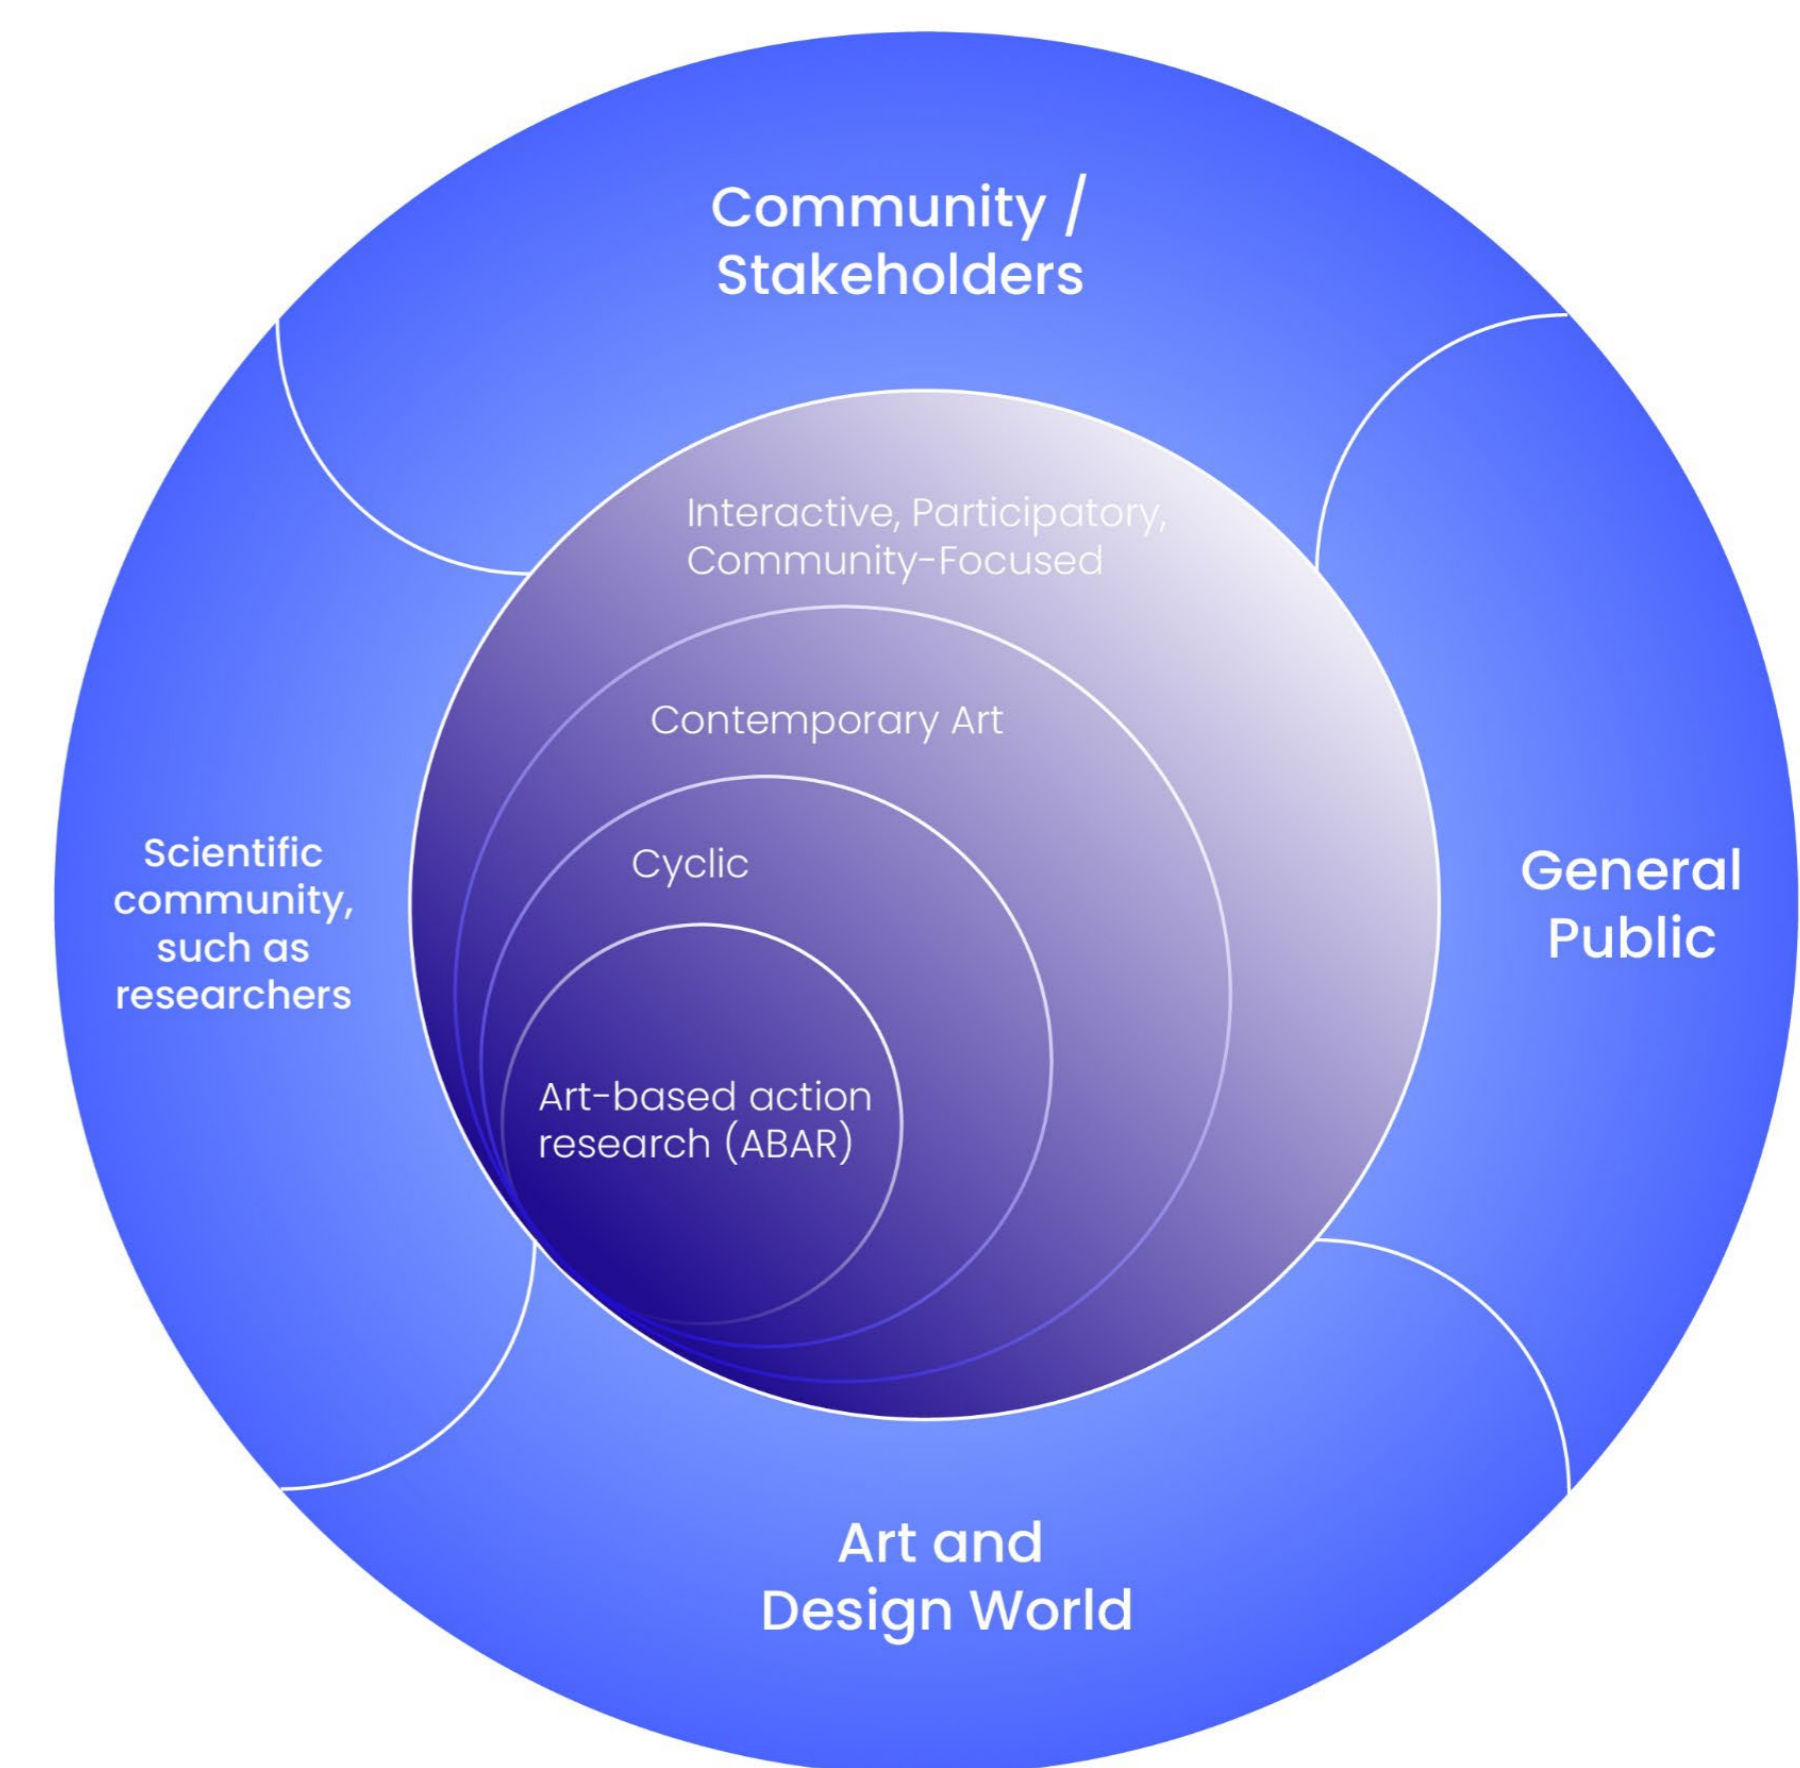 Community /
Stakeholders
Interactive, Participatory,
Community-Focused
Contemporary Art
Cyclic
Scientific
community,
such as
researchers
General
Public
Art-based action
research (ABAR)
Art and
Design World